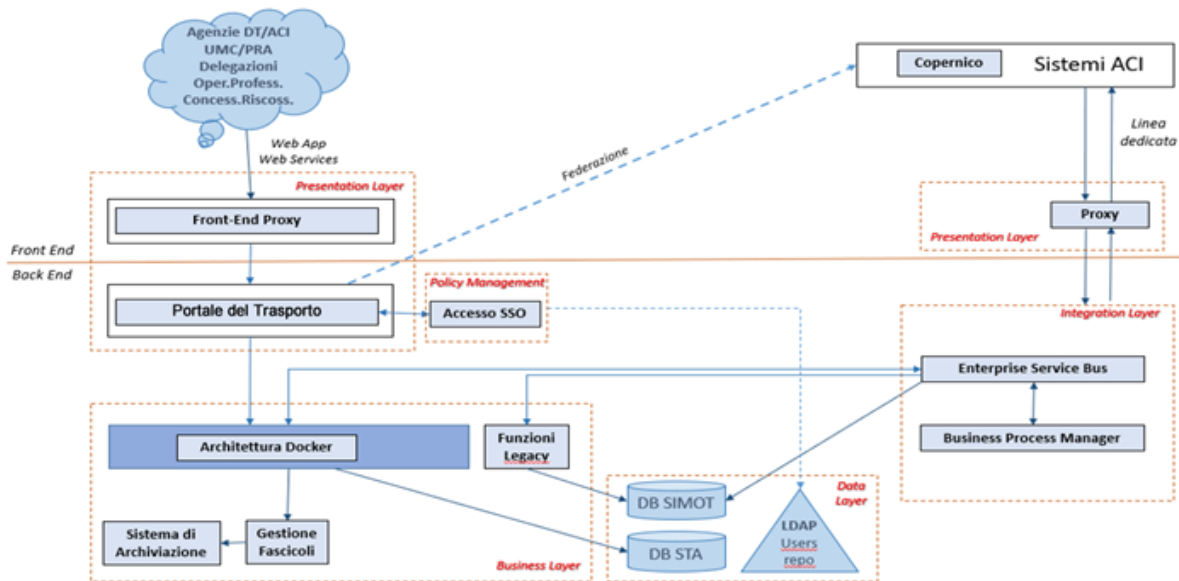 Agenzie DT/ACI
UMC/PRA
Delegazioni
Oper.Profess.
Concess.Riscoss.
Copernico
Sistemi ACI
Web App
Web Services
Federazione
Linea
dedicata
Presentation Layer
Front-End Proxy
Proxy
Presentation Layer
Front End
Back End
Policy Management
Portale del Trasporto
Accesso SSO
Integration Layer
Enterprise Service Bus
Business Process Manager
Architettura Docker
Funzioni
Legacy
Data
Layer
DB SIMOT
LDAP
Users
repo
Sistema di
Archiviazione
Gestione
Fascicoli
DB STA
Business Layer